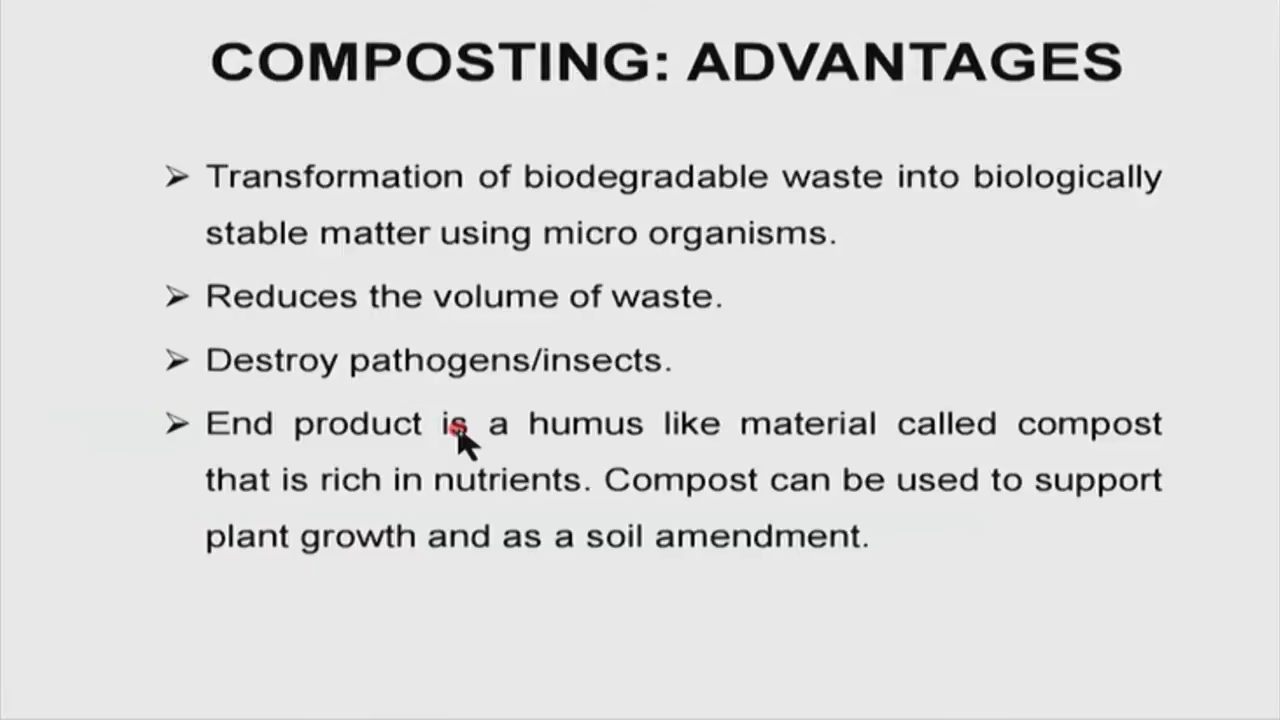 COMPOSTING: ADVANTAGES
➢ Transformation of biodegradable waste into biologically
stable matter using micro organisms.
➢ Reduces the volume of waste.
➢ Destroy pathogens/insects.
➢ End product is a humus like material called compost
that is rich in nutrients. Compost can be used to support
plant growth and as a soil amendment.